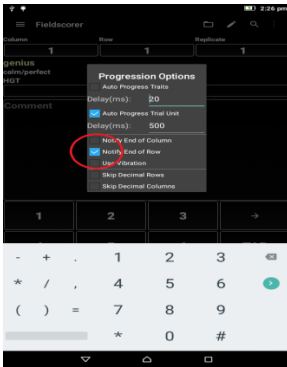 2:26 pm
Fieldscorer
Column Row Replicate
1 1 1
genius
calm/perfect
HGT
Comment
Progression Options
Auto Progress Traits
Delay(ms): 20
Auto Progress Trial Unit
Delay(ms): 500
Notify End of Column
Notify End of Row
Use Vibration
Skip Decimal Rows
Skip Decimal Columns
1 2 3 →
- + . 1 2 3
* / , 4 5 6
( ) = 7 8 9
* 0 #